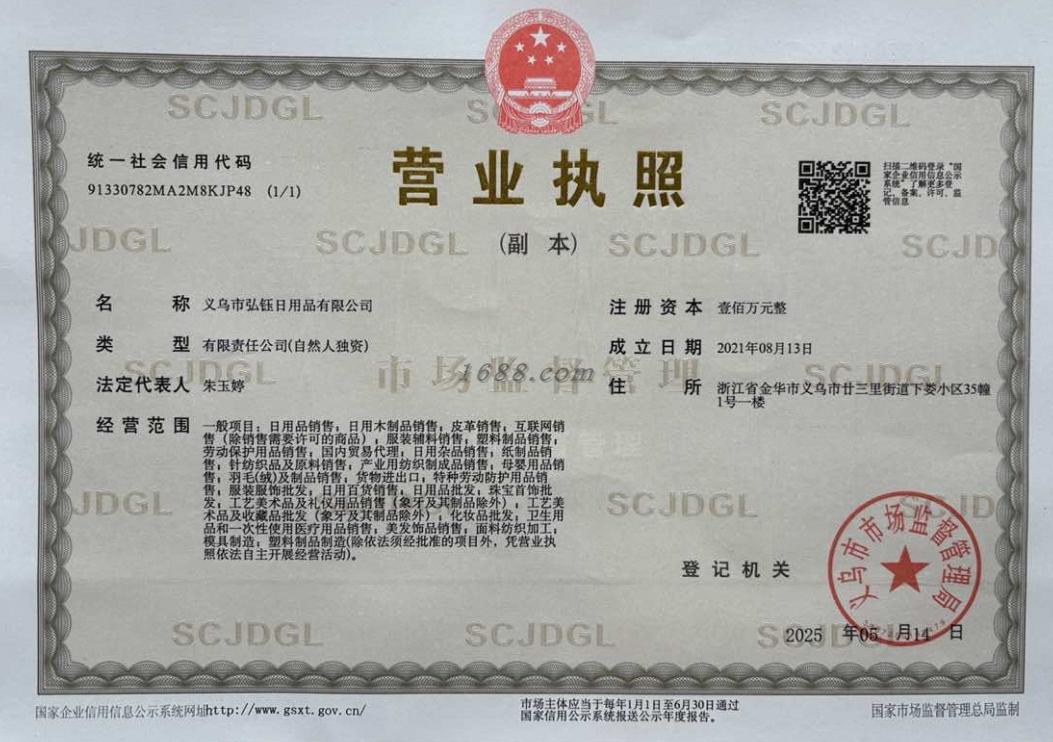 SCJDGL
SCJDGL
统一社会信用代码
91330782MA2M8KJP48 (1/1)
营业执照
(副 本)
扫描二维码登录“国
家企业信用信息公示
系统”了解更多登
记、备案、许可、监
管信息
JDGL
SCJDGL
SCJDGL
SCJD
名称 义乌市弘钰日用品有限公司
类型 有限责任公司(自然人独资)
法定代表人 朱玉婷
经营范围 一般项目：日用品销售；日用木制品销售；皮革销售；互联网销
售（除销售需要许可的商品）；服装辅料销售；塑料制品销售；
劳动保护用品销售；国内贸易代理；日用杂品销售；纸制品销
售；针纺织品及原料销售；产业用纺织制成品销售；母婴用品销
售；羽毛(绒)及制品销售；货物进出口；特种劳动防护用品销
售；服装服饰批发；日用百货销售；日用品批发；珠宝首饰批
发；工艺美术品及礼仪用品销售（象牙及其制品除外）；工艺美
术品及收藏品批发（象牙及其制品除外）；化妆品批发；卫生用
品和一次性使用医疗用品销售；美发饰品销售；面料纺织加工；
模具制造；塑料制品制造(除依法须经批准的项目外，凭营业执
照依法自主开展经营活动)。
注册资本 壹佰万元整
成立日期 2021年08月13日
住所 浙江省金华市义乌市廿三里街道下娄小区35幢
1号一楼
市场监督管理
1688.com
SCJDGL
SCJDGL
JDGL
SCJDGL
登记机关
义乌市市场监督管理局
2025 年05 月14 日
SCJDGL
SCJDGL
国家企业信用信息公示系统网址http://www.gsxt.gov.cn/
市场主体应当于每年1月1日至6月30日通过
国家信用公示系统报送公示年度报告。
国家市场监督管理总局监制